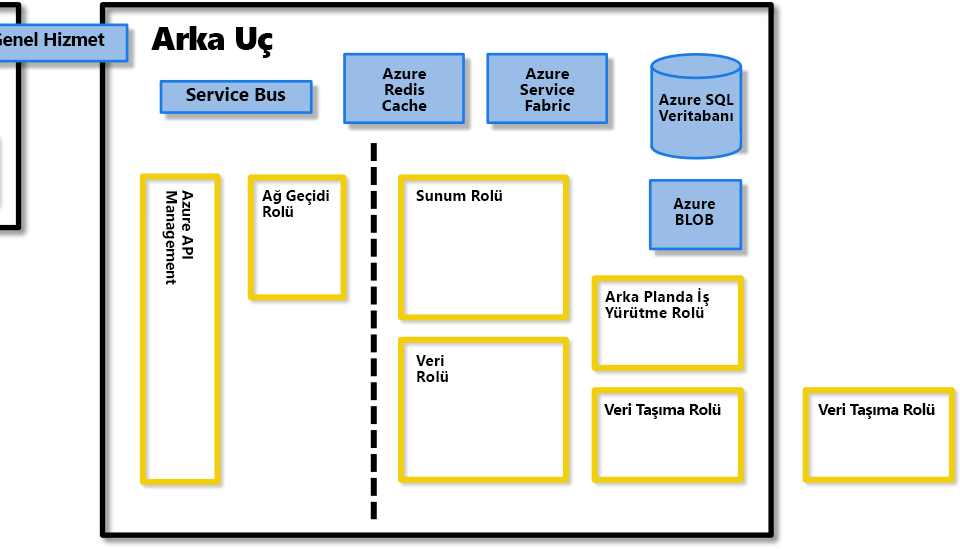 Genel Hizmet
Arka Uç
Service Bus
Azure
Redis
Cache
Azure
Service
Fabric
Azure SQL
Veritabanı
Azure API
Management
Ağ Geçidi
Rolü
Sunum Rolü
Azure
BLOB
Arka Planda İş
Yürütme Rolü
Veri
Rolü
Veri Taşıma Rolü
Veri Taşıma Rolü